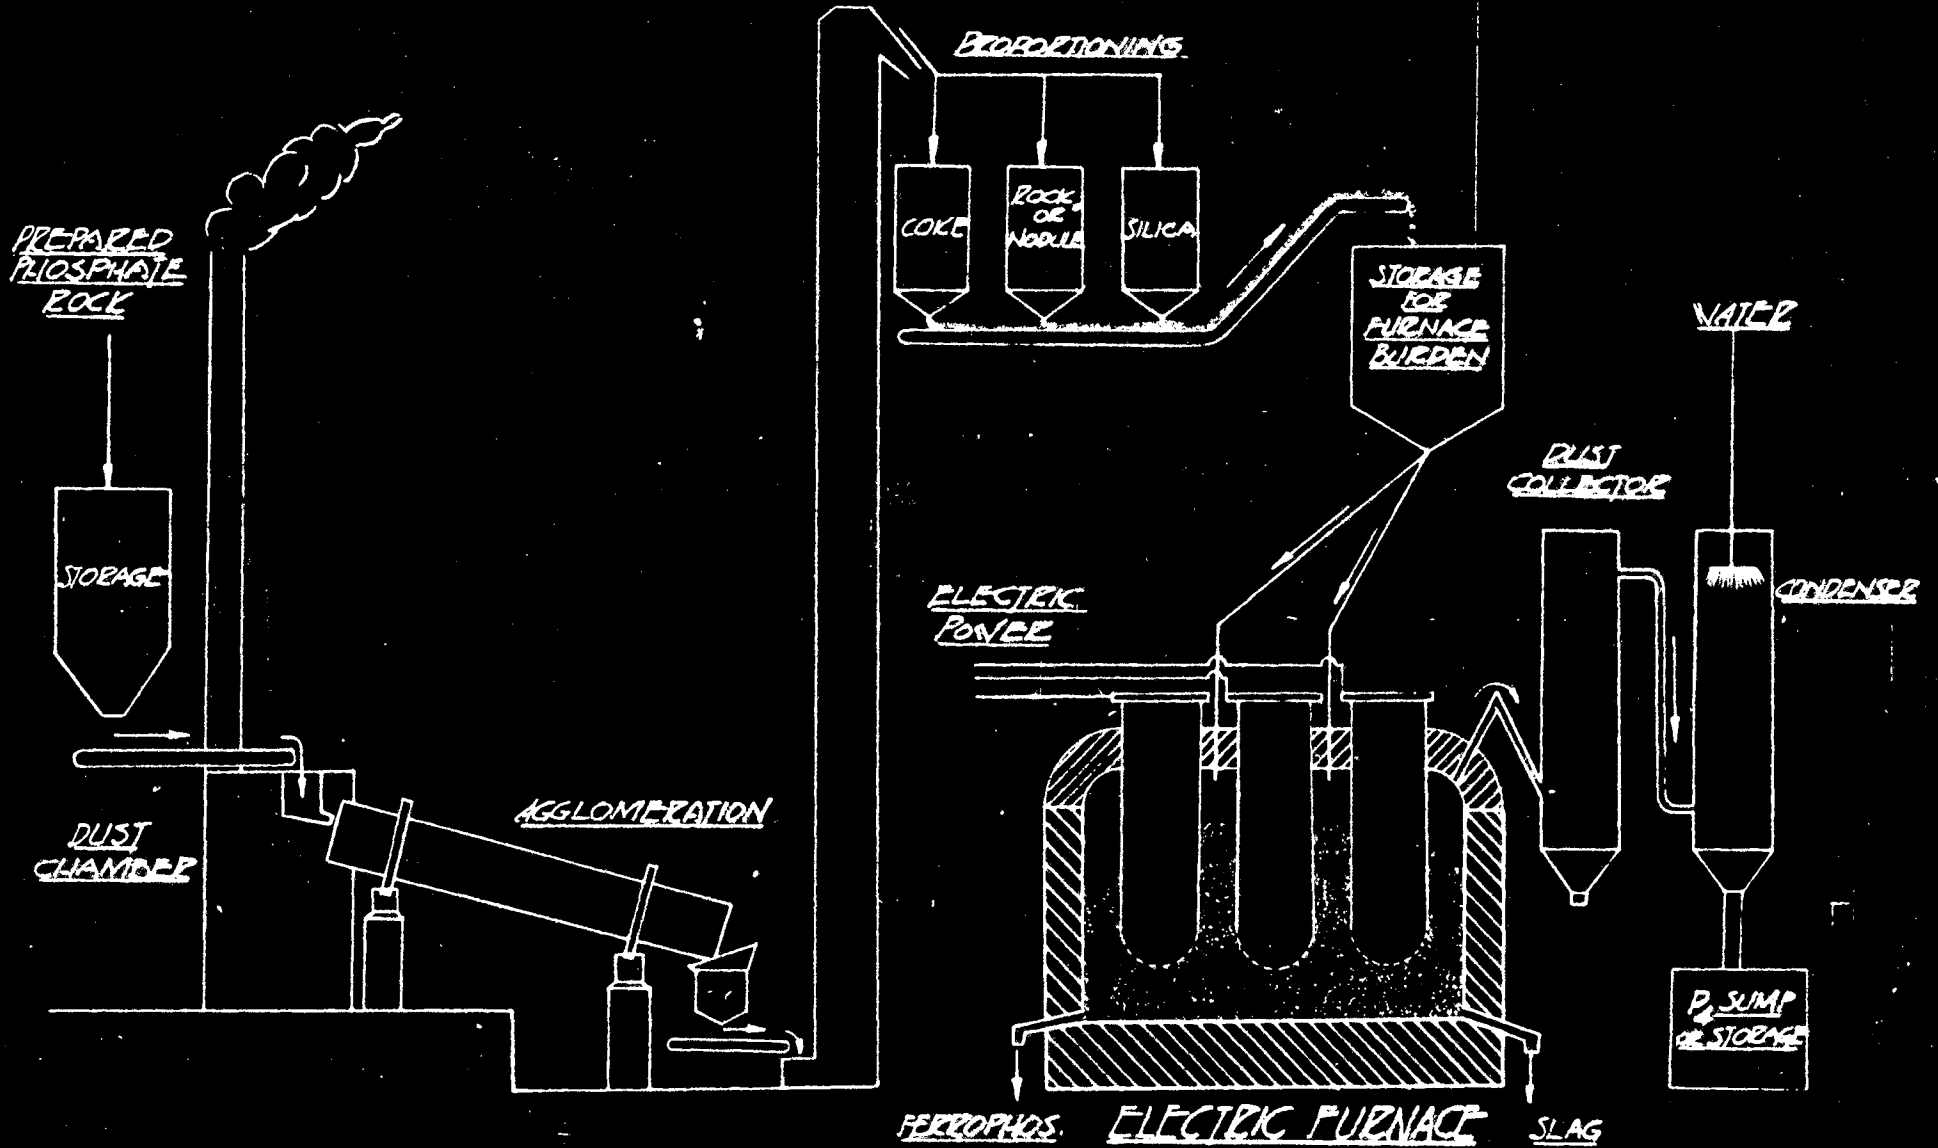 PROPORTIONING
COKE
ROCK
OR
NODULE
SILICA
PREPARED
PHOSPHATE
ROCK
STORAGE
FOR
FURNACE
BURDEN
WATER
DUST
COLLECTOR
STORAGE
ELECTRIC
POWER
CONDENSER
AGGLOMERATION
DUST
CHAMBER
P4 SUMP
OR STORAGE
FERROPHOS.
ELECTRIC FURNACE
SLAG